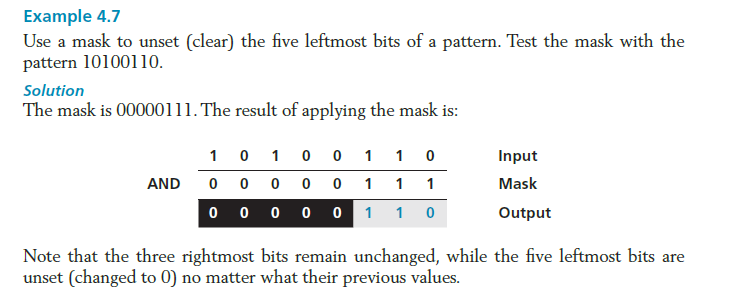 Example 4.7
Use a mask to unset (clear) the five leftmost bits of a pattern. Test the mask with the
pattern 10100110.
Solution
The mask is 00000111. The result of applying the mask is:
1 0 1 0 0 1 1 0 Input
AND 0 0 0 0 0 1 1 1 Mask
0 0 0 0 0 1 1 0 Output
Note that the three rightmost bits remain unchanged, while the five leftmost bits are
unset (changed to 0) no matter what their previous values.